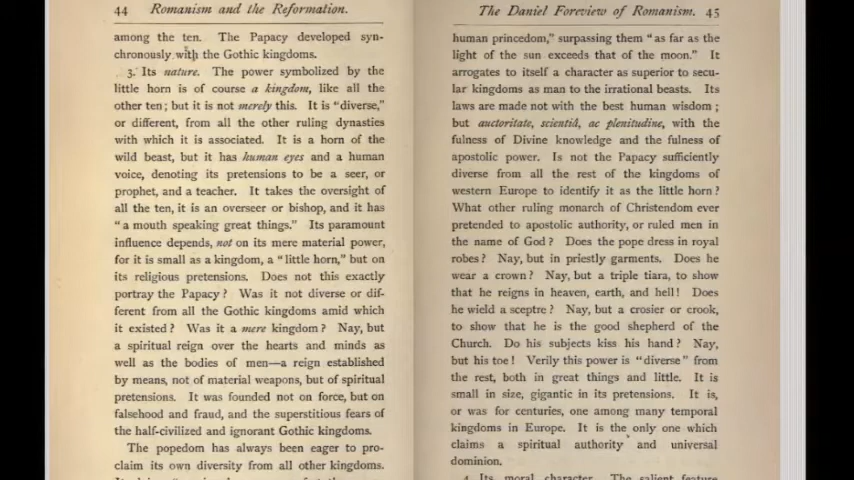 44 Romanism and the Reformation.
among the ten. The Papacy developed syn-
chronously with the Gothic kingdoms.
3. Its nature. The power symbolized by the
little horn is of course a kingdom, like all the
other ten; but it is not merely this. It is "diverse,"
or different, from all the other ruling dynasties
with which it is associated. It is a horn of the
wild beast, but it has human eyes and a human
voice, denoting its pretensions to be a seer, or
prophet, and a teacher. It takes the oversight of
all the ten, it is an overseer or bishop, and it has
"a mouth speaking great things." Its paramount
influence depends, not on its mere material power,
for it is small as a kingdom, a "little horn," but on
its religious pretensions. Does not this exactly
portray the Papacy? Was it not diverse or dif-
ferent from all the Gothic kingdoms amid which
it existed? Was it a mere kingdom? Nay, but
a spiritual reign over the hearts and minds as
well as the bodies of men—a reign established
by means, not of material weapons, but of spiritual
pretensions. It was founded not on force, but on
falsehood and fraud, and the superstitious fears of
the half-civilized and ignorant Gothic kingdoms.
The popedom has always been eager to pro-
claim its own diversity from all other kingdoms.
The Daniel Foreview of Romanism. 45
human princedom," surpassing them "as far as the
light of the sun exceeds that of the moon." It
arrogates to itself a character as superior to secu-
lar kingdoms as man to the irrational beasts. Its
laws are made not with the best human wisdom;
but auctoritate, scientiâ, ac plenitudine, with the
fulness of Divine knowledge and the fulness of
apostolic power. Is not the Papacy sufficiently
diverse from all the rest of the kingdoms of
western Europe to identify it as the little horn?
What other ruling monarch of Christendom ever
pretended to apostolic authority, or ruled men in
the name of God? Does the pope dress in royal
robes? Nay, but in priestly garments. Does he
wear a crown? Nay, but a triple tiara, to show
that he reigns in heaven, earth, and hell! Does
he wield a sceptre? Nay, but a crosier or crook,
to show that he is the good shepherd of the
Church. Do his subjects kiss his hand? Nay,
but his toe! Verily this power is "diverse" from
the rest, both in great things and little. It is
small in size, gigantic in its pretensions. It is,
or was for centuries, one among many temporal
kingdoms in Europe. It is the only one which
claims a spiritual authority and universal
dominion.
4. Its moral character. The salient feature